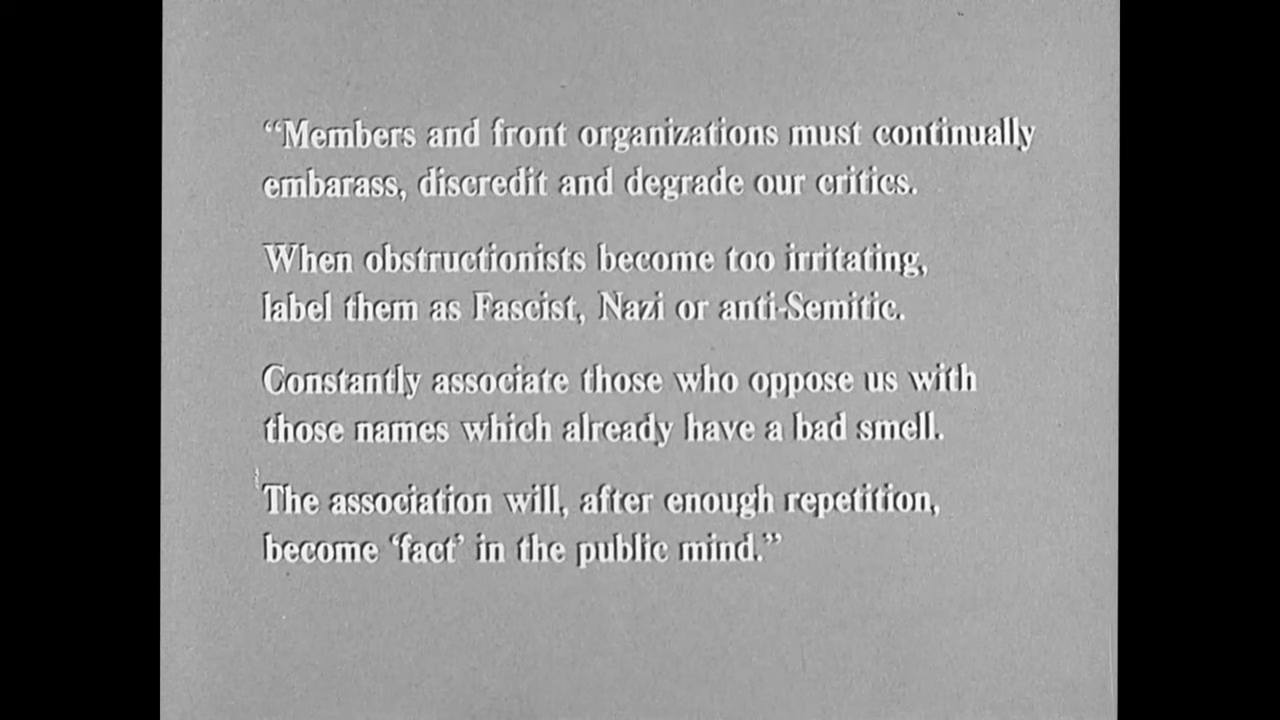 “Members and front organizations must continually
embarass, discredit and degrade our critics.
When obstructionists become too irritating,
label them as Fascist, Nazi or anti-Semitic.
Constantly associate those who oppose us with
those names which already have a bad smell.
The association will, after enough repetition,
become ‘fact’ in the public mind.”